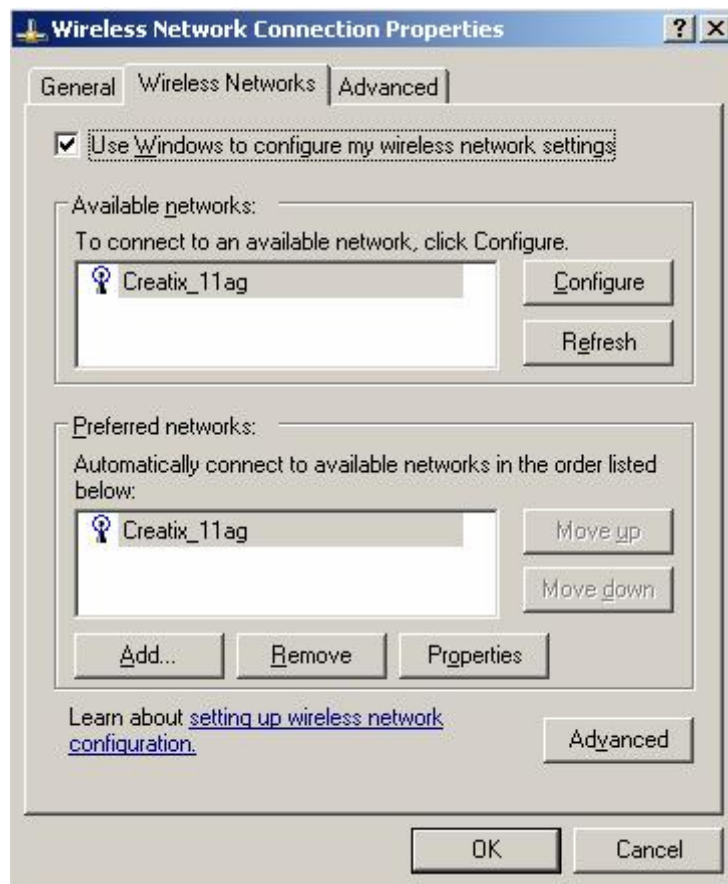 Wireless Network Connection Properties
General Wireless Networks Advanced
Use Windows to configure my wireless network settings
Available networks:
To connect to an available network, click Configure.
Creatix_11ag
Configure
Refresh
Preferred networks:
Automatically connect to available networks in the order listed
below:
Creatix_11ag
Move up
Move down
Add... Remove Properties
Learn about setting up wireless network
configuration.
Advanced
OK Cancel